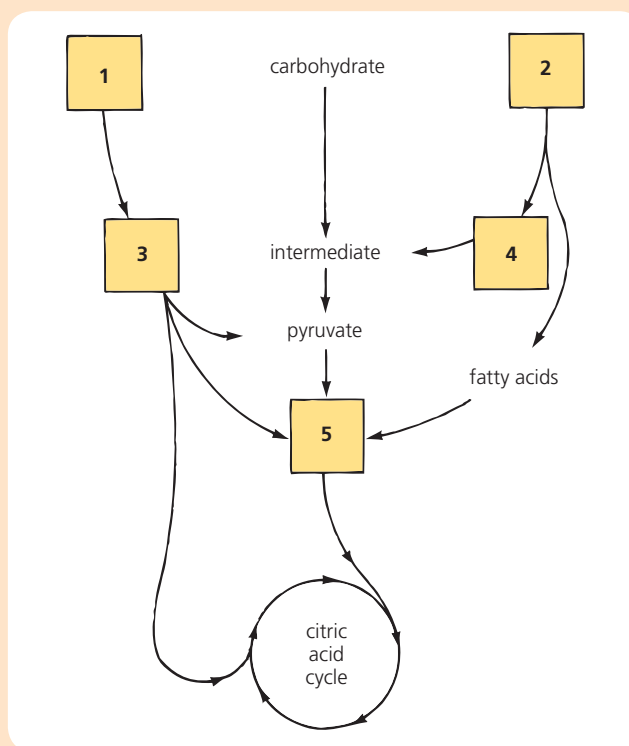 1
carbohydrate
2
3
intermediate
4
pyruvate
fatty acids
5
citric
acid
cycle